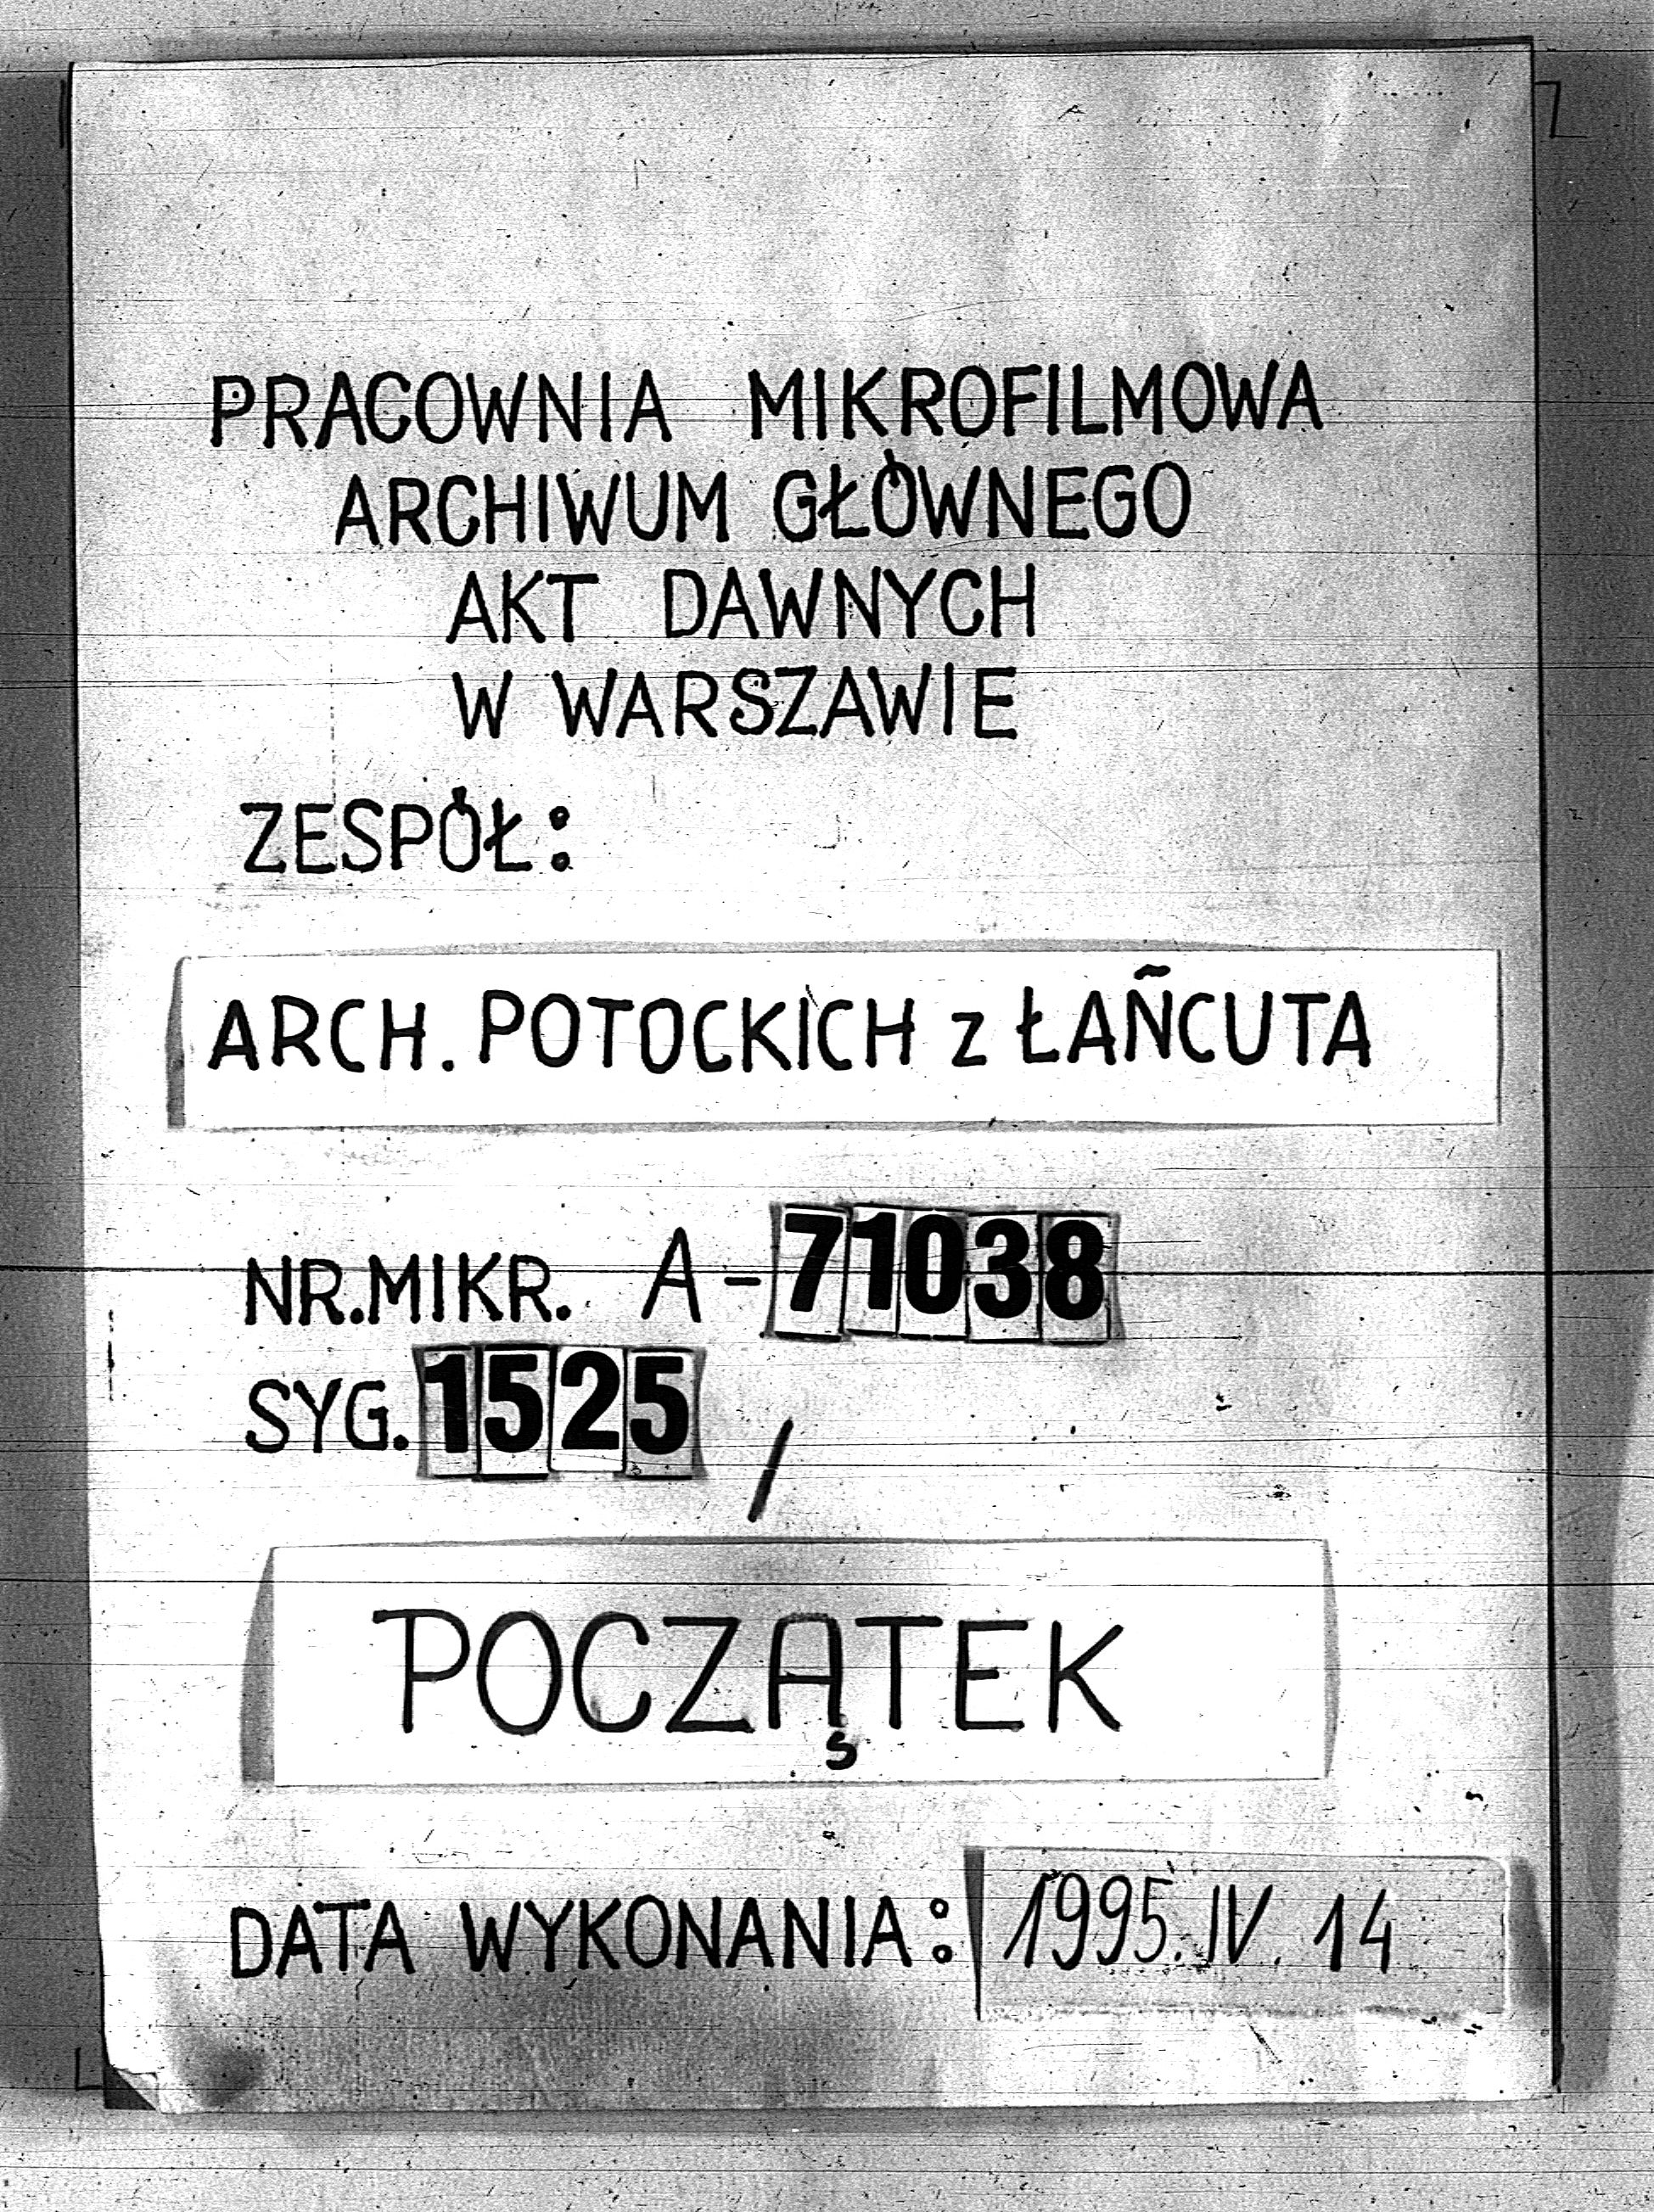 PRACOWNIA MIKROFILMOWA
ARCHIWUM GŁÓWNEGO
AKT DAWNYCH
W WARSZAWIE
ZESPÓŁ:
ARCH. POTOCKICH z ŁAÑCUTA
NR.MIKR. A-71038
SYG. 1525 /
POCZĄTEK
DATA WYKONANIA: 1995.IV.14